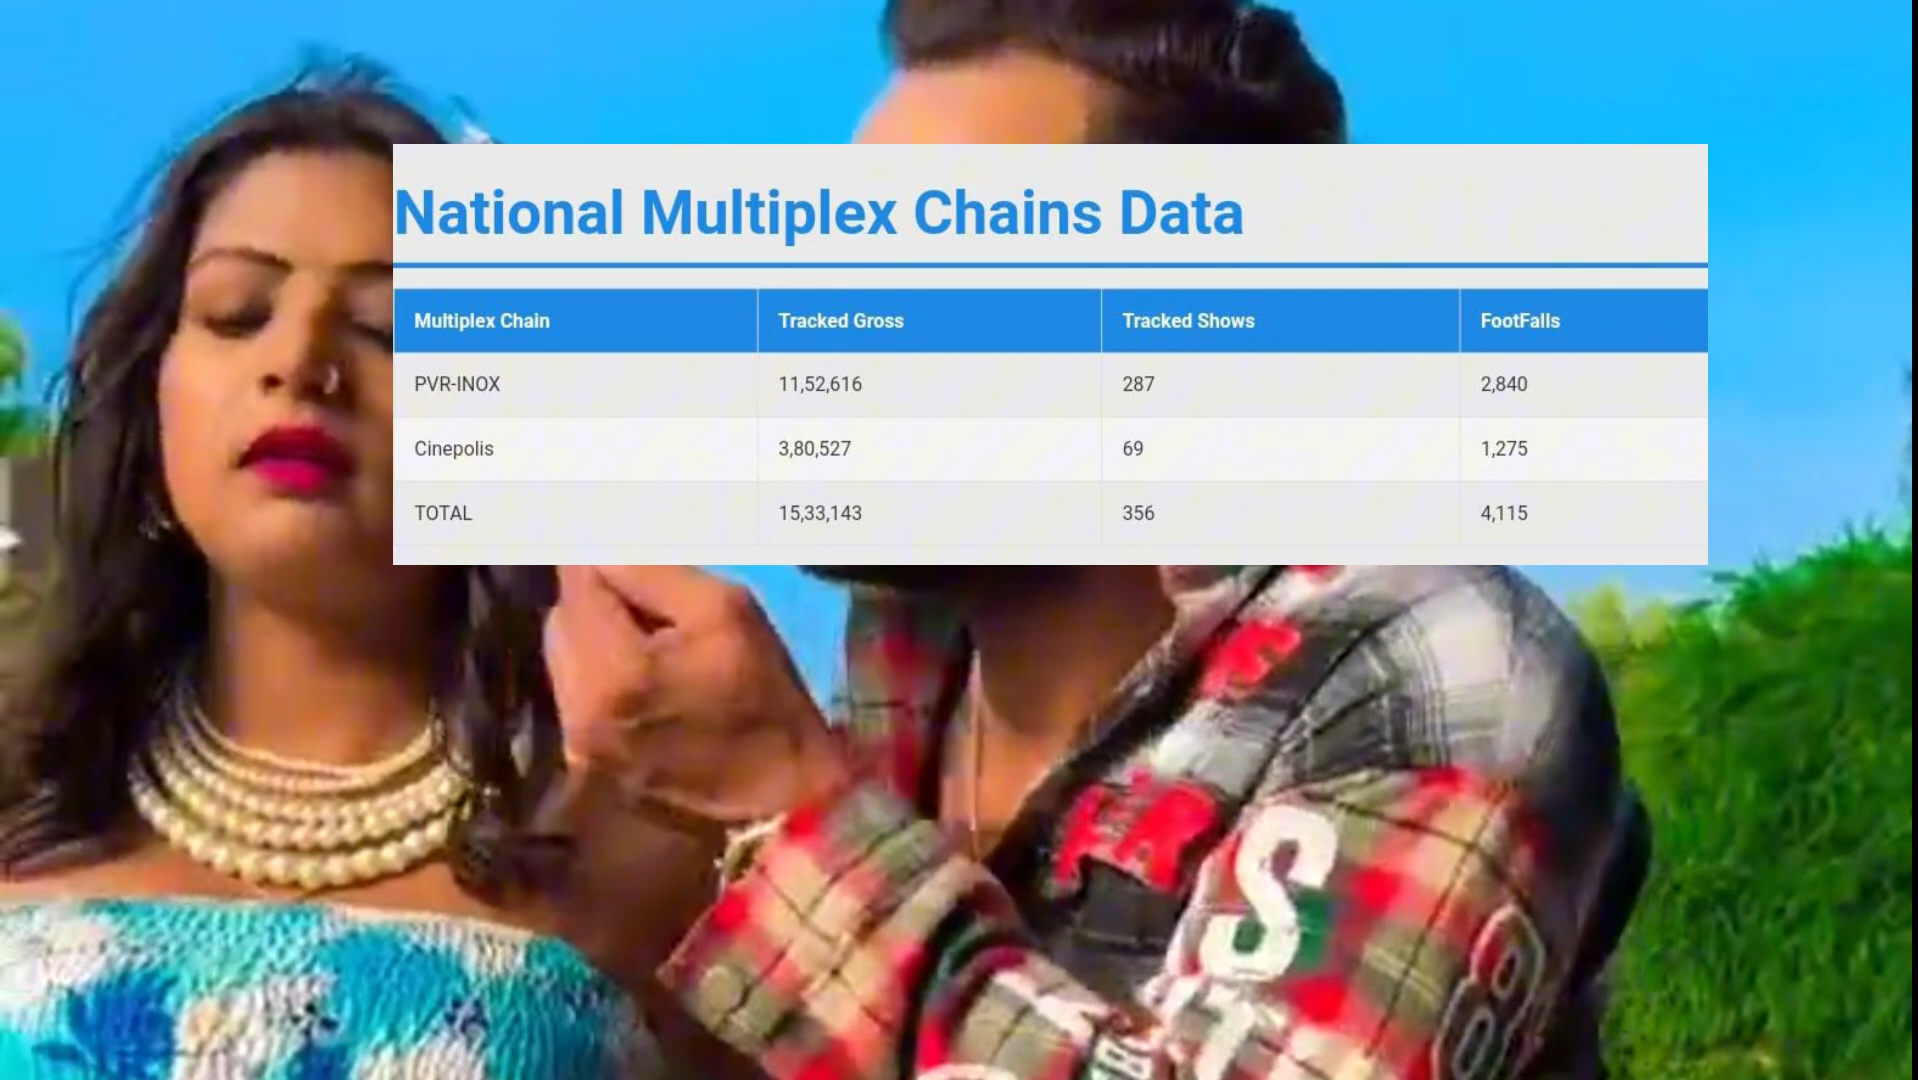 National Multiplex Chains Data
Multiplex Chain Tracked Gross Tracked Shows FootFalls
PVR-INOX 11,52,616 287 2,840
Cinepolis 3,80,527 69 1,275
TOTAL 15,33,143 356 4,115
S